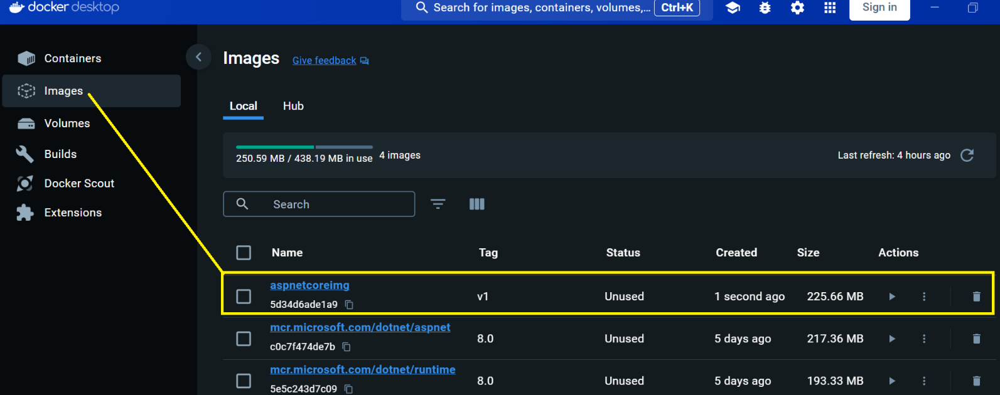 docker desktop
Search for images, containers, volumes,... Ctrl+K
Sign in
Containers
Images
Volumes
Builds
Docker Scout
Extensions
Images Give feedback
Local Hub
250.59 MB / 438.19 MB in use 4 images
Last refresh: 4 hours ago
Search
Name Tag Status Created Size Actions
aspnetcoreimg
5d34d6ade1a9 v1 Unused 1 second ago 225.66 MB
mcr.microsoft.com/dotnet/aspnet
c0c7f474de7b 8.0 Unused 5 days ago 217.36 MB
mcr.microsoft.com/dotnet/runtime
5e5c243d7c09 8.0 Unused 5 days ago 193.33 MB